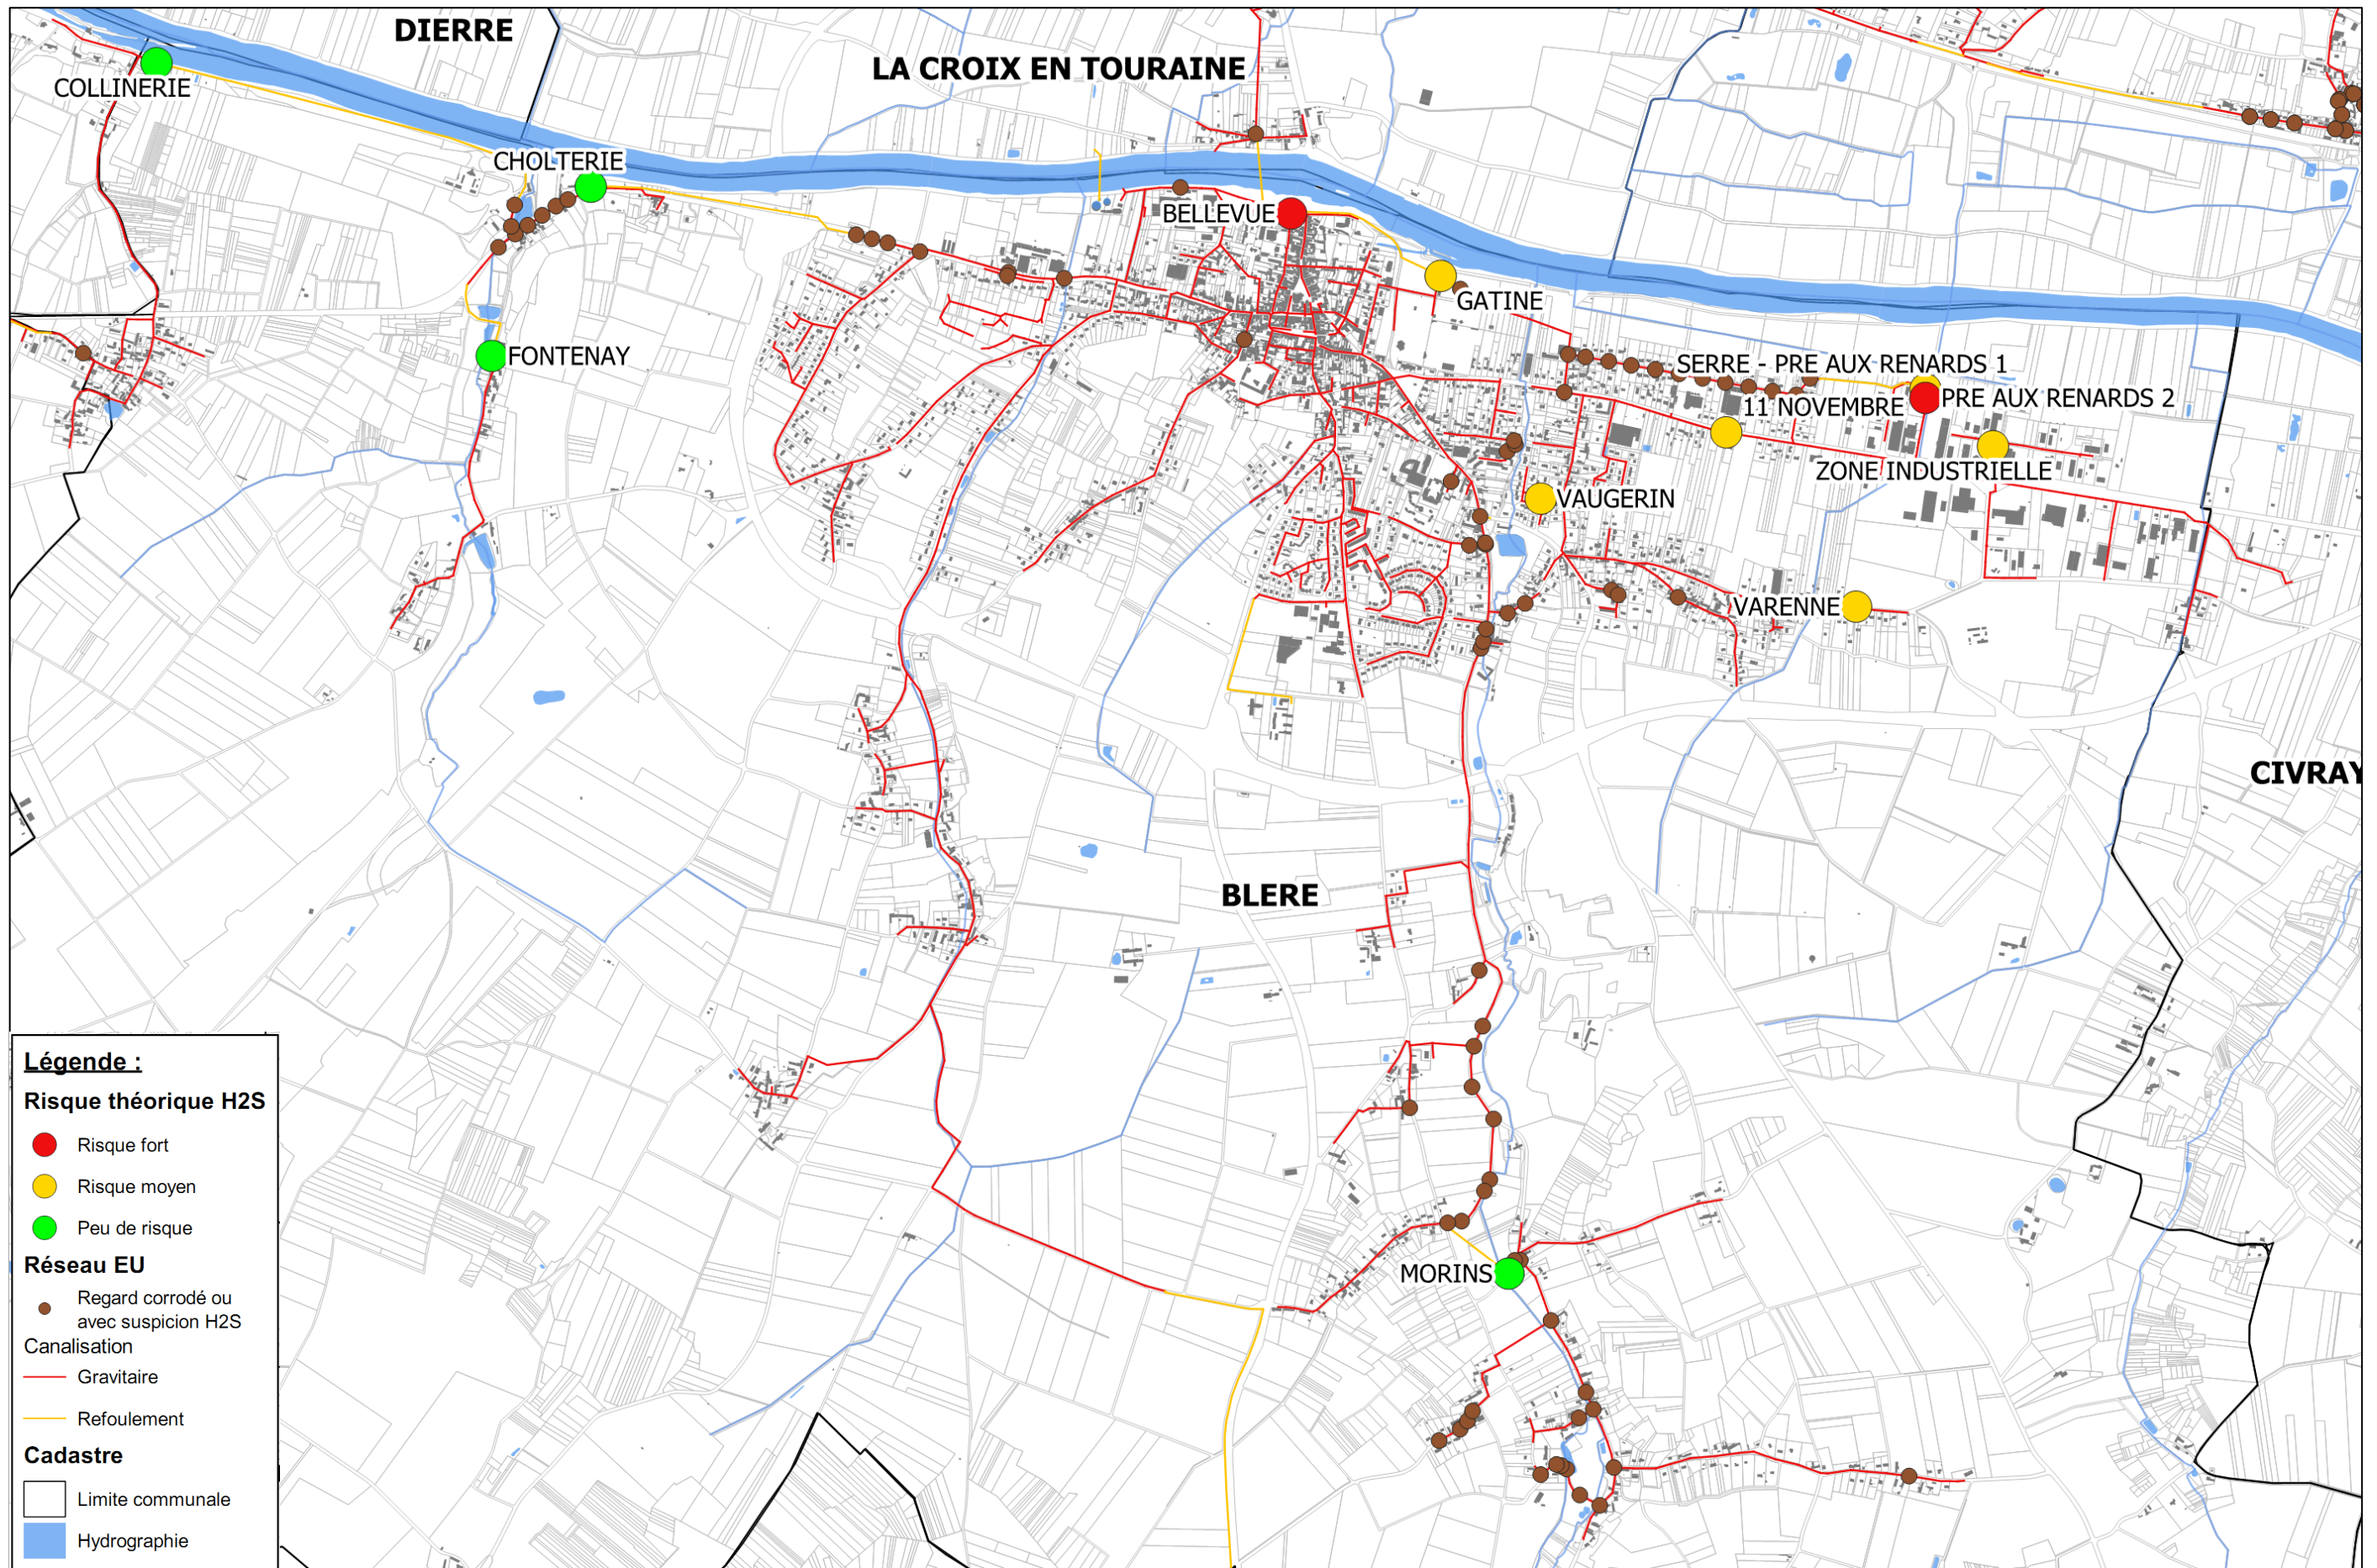 DIERRE
LA CROIX EN TOURAINE
COLLINERIE
CHOLTERIE
BELLEVUE
GATINE
FONTENAY
SERRE - PRE AUX RENARDS 1
PRE AUX RENARDS 2
11 NOVEMBRE
ZONE INDUSTRIELLE
VAUGERIN
VARENNE
CIVRAY
BLERE
MORINS
Légende :
Risque théorique H2S
Risque fort
Risque moyen
Peu de risque
Réseau EU
Regard corrodé ou
avec suspicion H2S
Canalisation
Gravitaire
Refoulement
Cadastre
Limite communale
Hydrographie